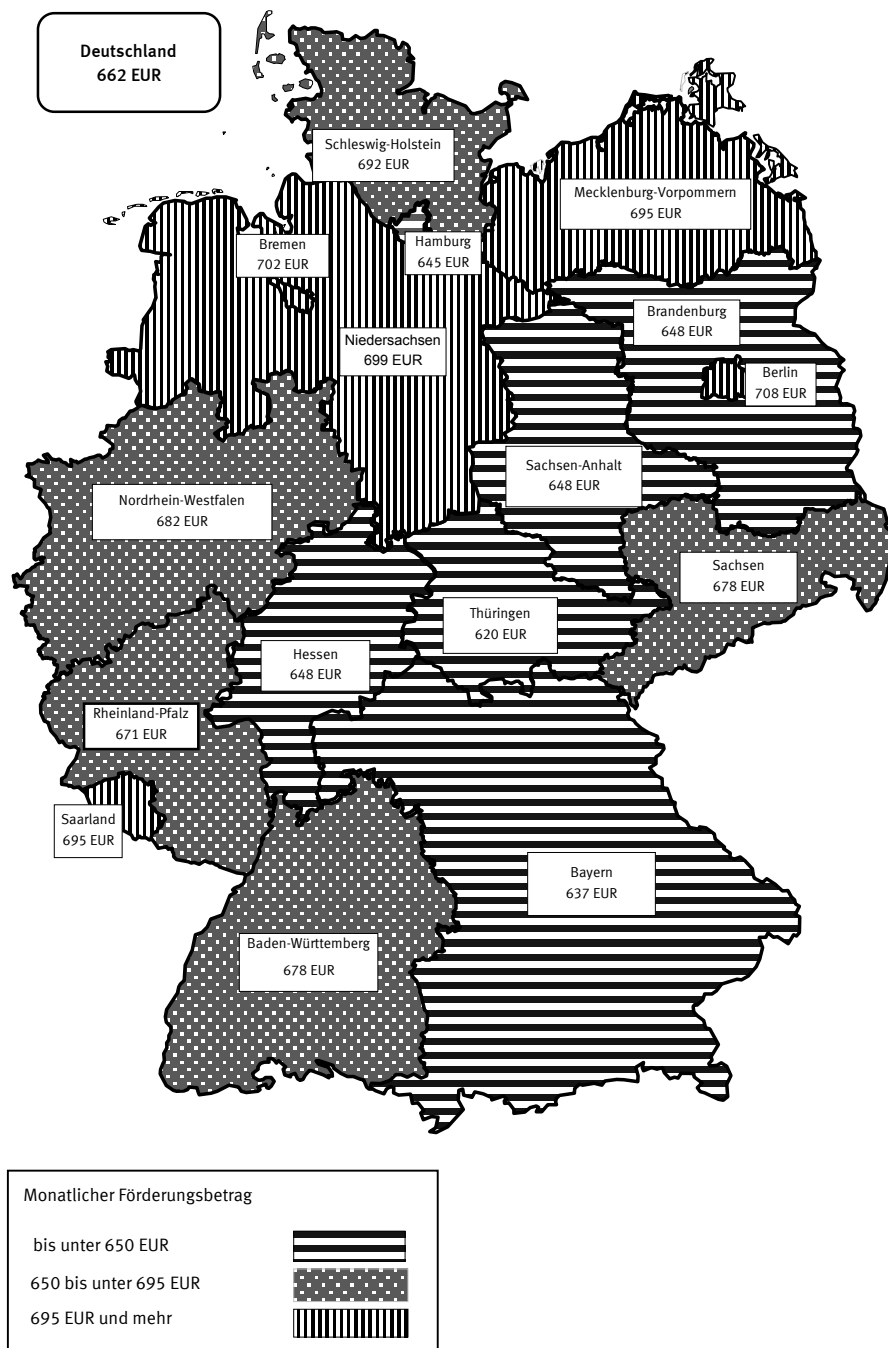 Deutschland
662 EUR
Schleswig-Holstein
692 EUR
Mecklenburg-Vorpommern
695 EUR
Bremen
702 EUR
Hamburg
645 EUR
Brandenburg
648 EUR
Niedersachsen
699 EUR
Berlin
708 EUR
Sachsen-Anhalt
648 EUR
Nordrhein-Westfalen
682 EUR
Sachsen
678 EUR
Thüringen
620 EUR
Hessen
648 EUR
Rheinland-Pfalz
671 EUR
Saarland
695 EUR
Bayern
637 EUR
Baden-Württemberg
678 EUR
Monatlicher Förderungsbetrag
bis unter 650 EUR
650 bis unter 695 EUR
695 EUR und mehr